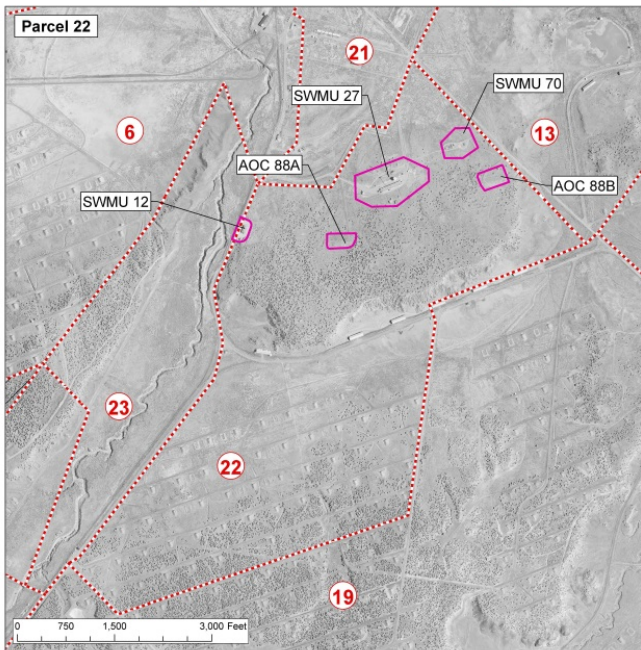 Parcel 22
21
SWMU 27
SWMU 70
6
13
AOC 88A
AOC 88B
SWMU 12
23
22
19
0 750 1,500 3,000 Feet